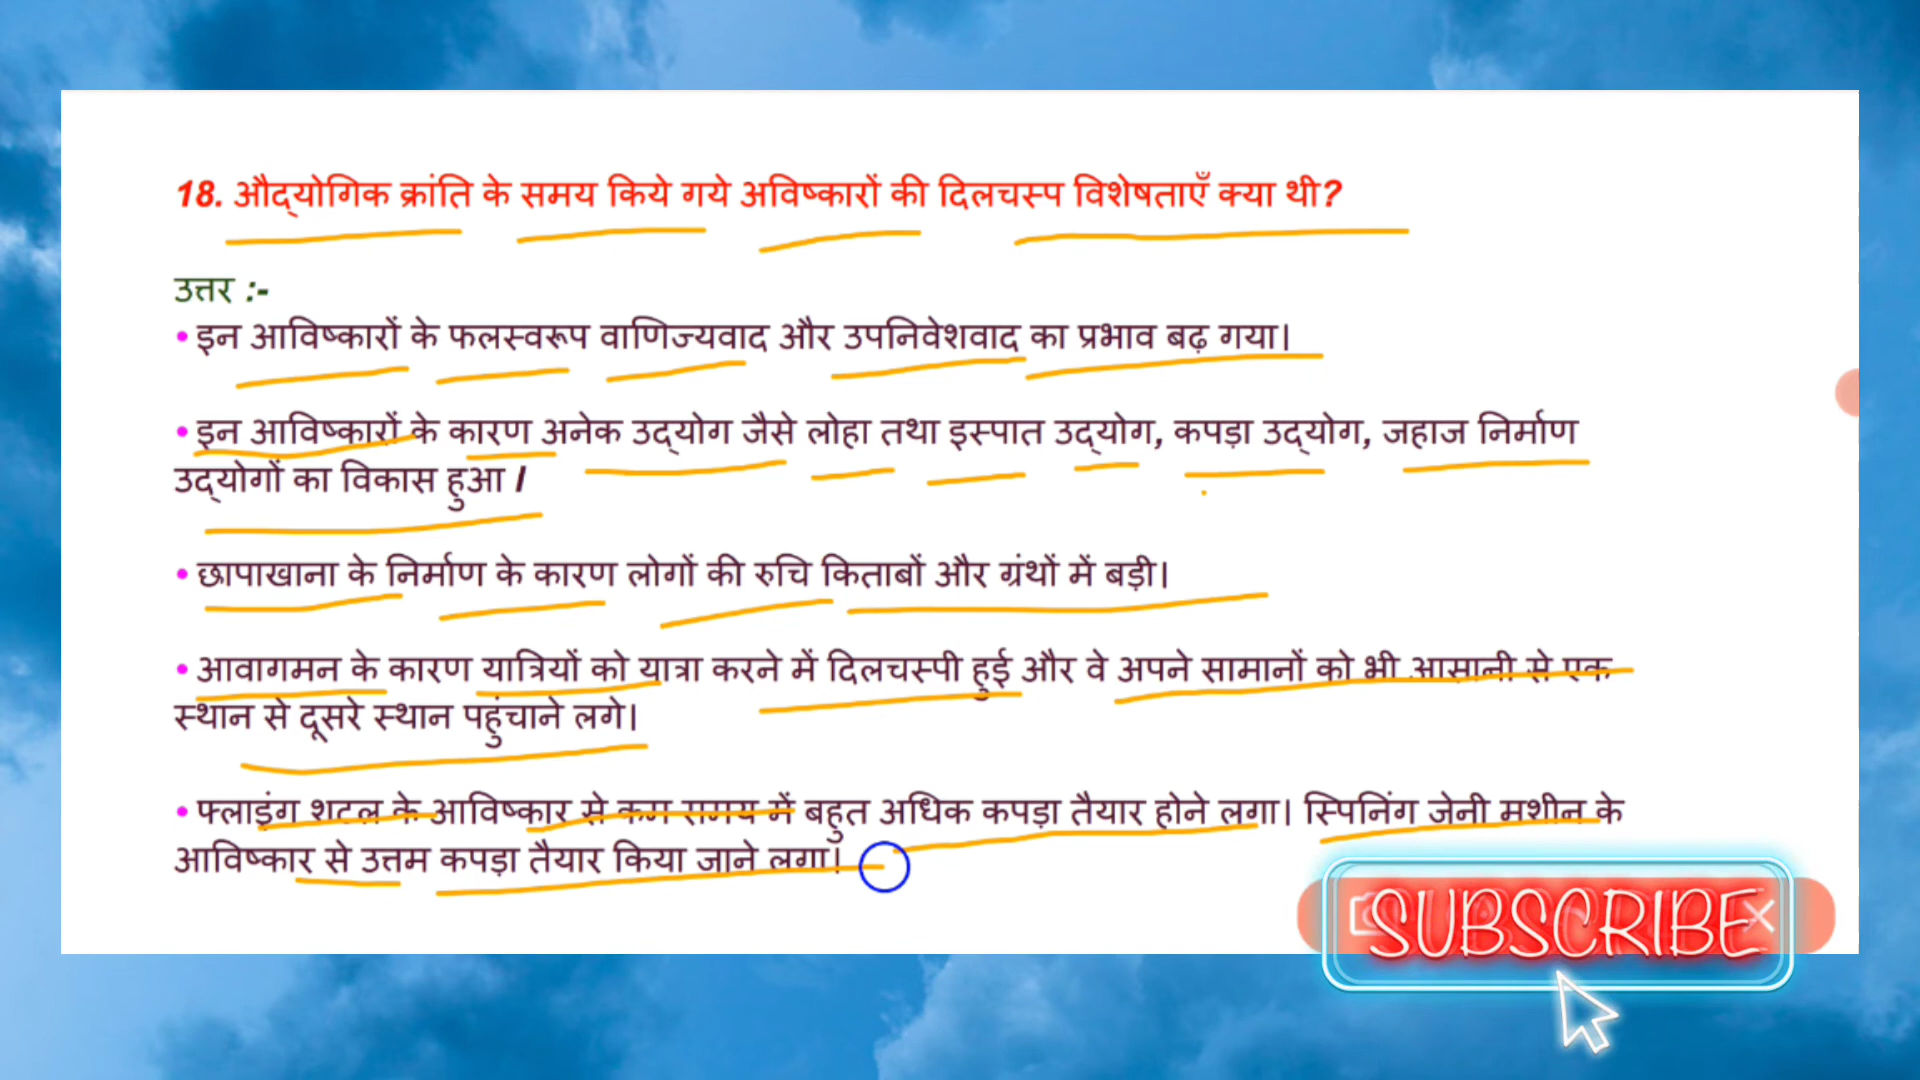 18. औद्योगिक क्रांति के समय किये गये अविष्कारों की दिलचस्प विशेषताएँ क्या थी?
उत्तर :-
• इन आविष्कारों के फलस्वरूप वाणिज्यवाद और उपनिवेशवाद का प्रभाव बढ़ गया।
• इन आविष्कारों के कारण अनेक उद्योग जैसे लोहा तथा इस्पात उद्योग, कपड़ा उद्योग, जहाज निर्माण
उद्योगों का विकास हुआ I
• छापाखाना के निर्माण के कारण लोगों की रुचि किताबों और ग्रंथों में बड़ी।
• आवागमन के कारण यात्रियों को यात्रा करने में दिलचस्पी हुई और वे अपने सामानों को भी आसानी से एक
स्थान से दूसरे स्थान पहुंचाने लगे।
• फ्लाइंग शटल के आविष्कार से कम समय में बहुत अधिक कपड़ा तैयार होने लगा। स्पिनिंग जेनी मशीन के
आविष्कार से उत्तम कपड़ा तैयार किया जाने लगा।
SUBSCRIBE